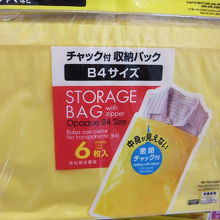 チャック付 収納パック
B4サイズ
STORAGE
BAG with zipper
Opaque B4 Size
Bolsa con cierre
No transparente (B4)
6枚入
中身が見えない
密閉
チャック付